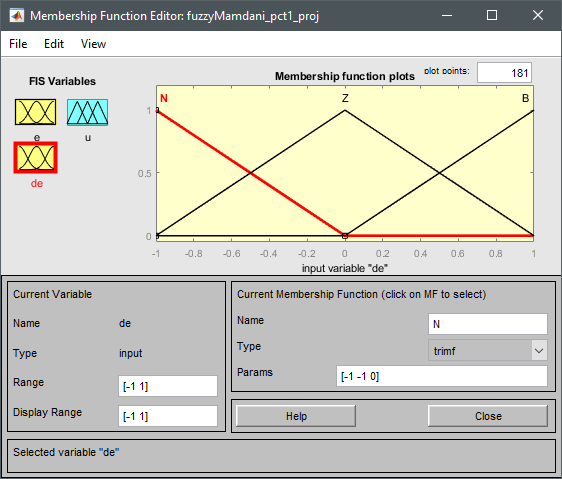 Membership Function Editor: fuzzyMamdani_pct1_proj
File Edit View
FIS Variables
Membership function plots
plot points:
181
e
u
de
N
Z
B
1
0.5
0
-1 -0.8 -0.6 -0.4 -0.2 0 0.2 0.4 0.6 0.8 1
input variable "de"
Current Variable
Name de
Type input
Range [-1 1]
Display Range [-1 1]
Current Membership Function (click on MF to select)
Name N
Type trimf
Params [-1 -1 0]
Help Close
Selected variable "de"